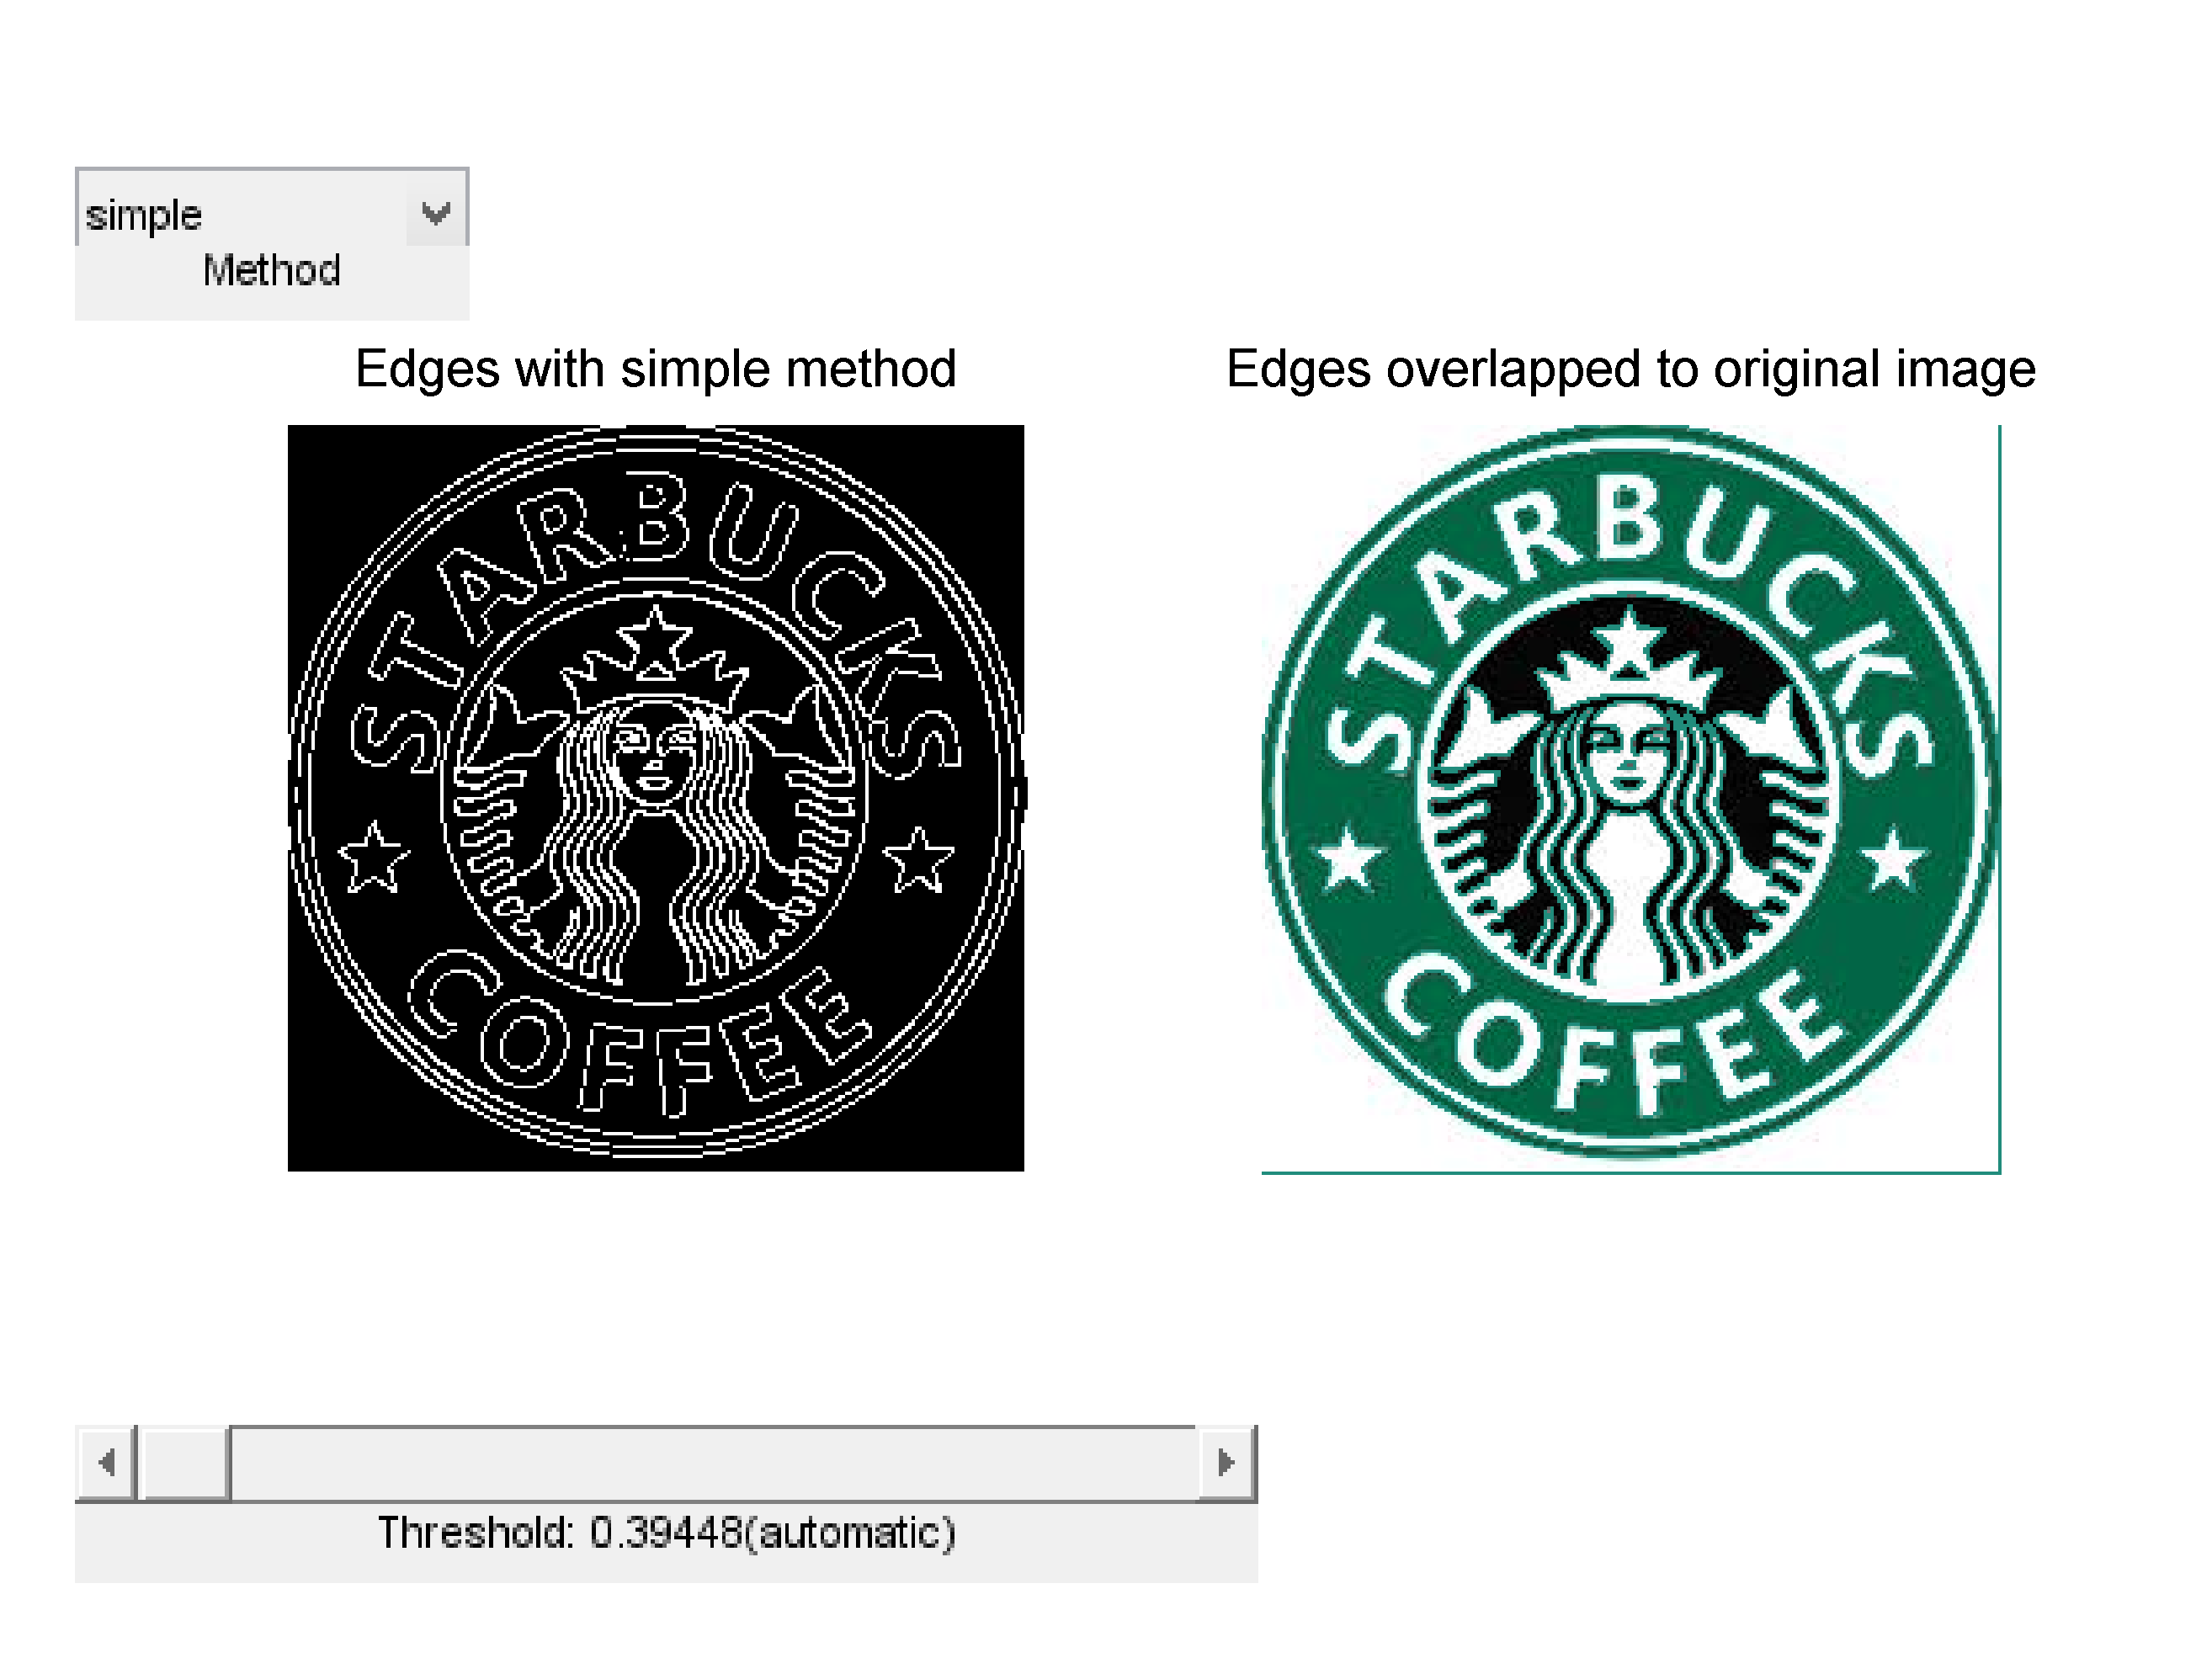 simple
Method
Edges with simple method
Edges overlapped to original image
STARBUCKS
COFFEE
STARBUCKS
COFFEE
Threshold: 0.39448(automatic)